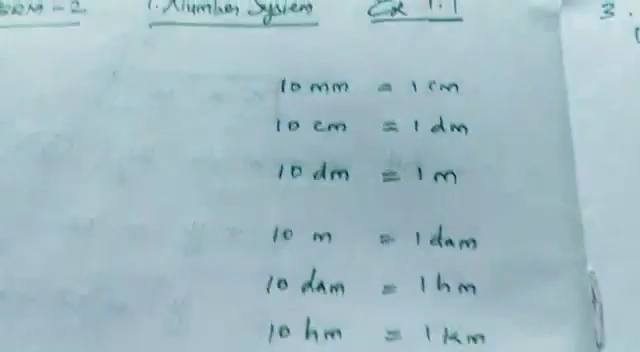 1. Number System Ex 1.1
3.
10 mm = 1 cm
10 cm = 1 dm
10 dm = 1 m
10 m = 1 dam
10 dam = 1 hm
10 hm = 1 km